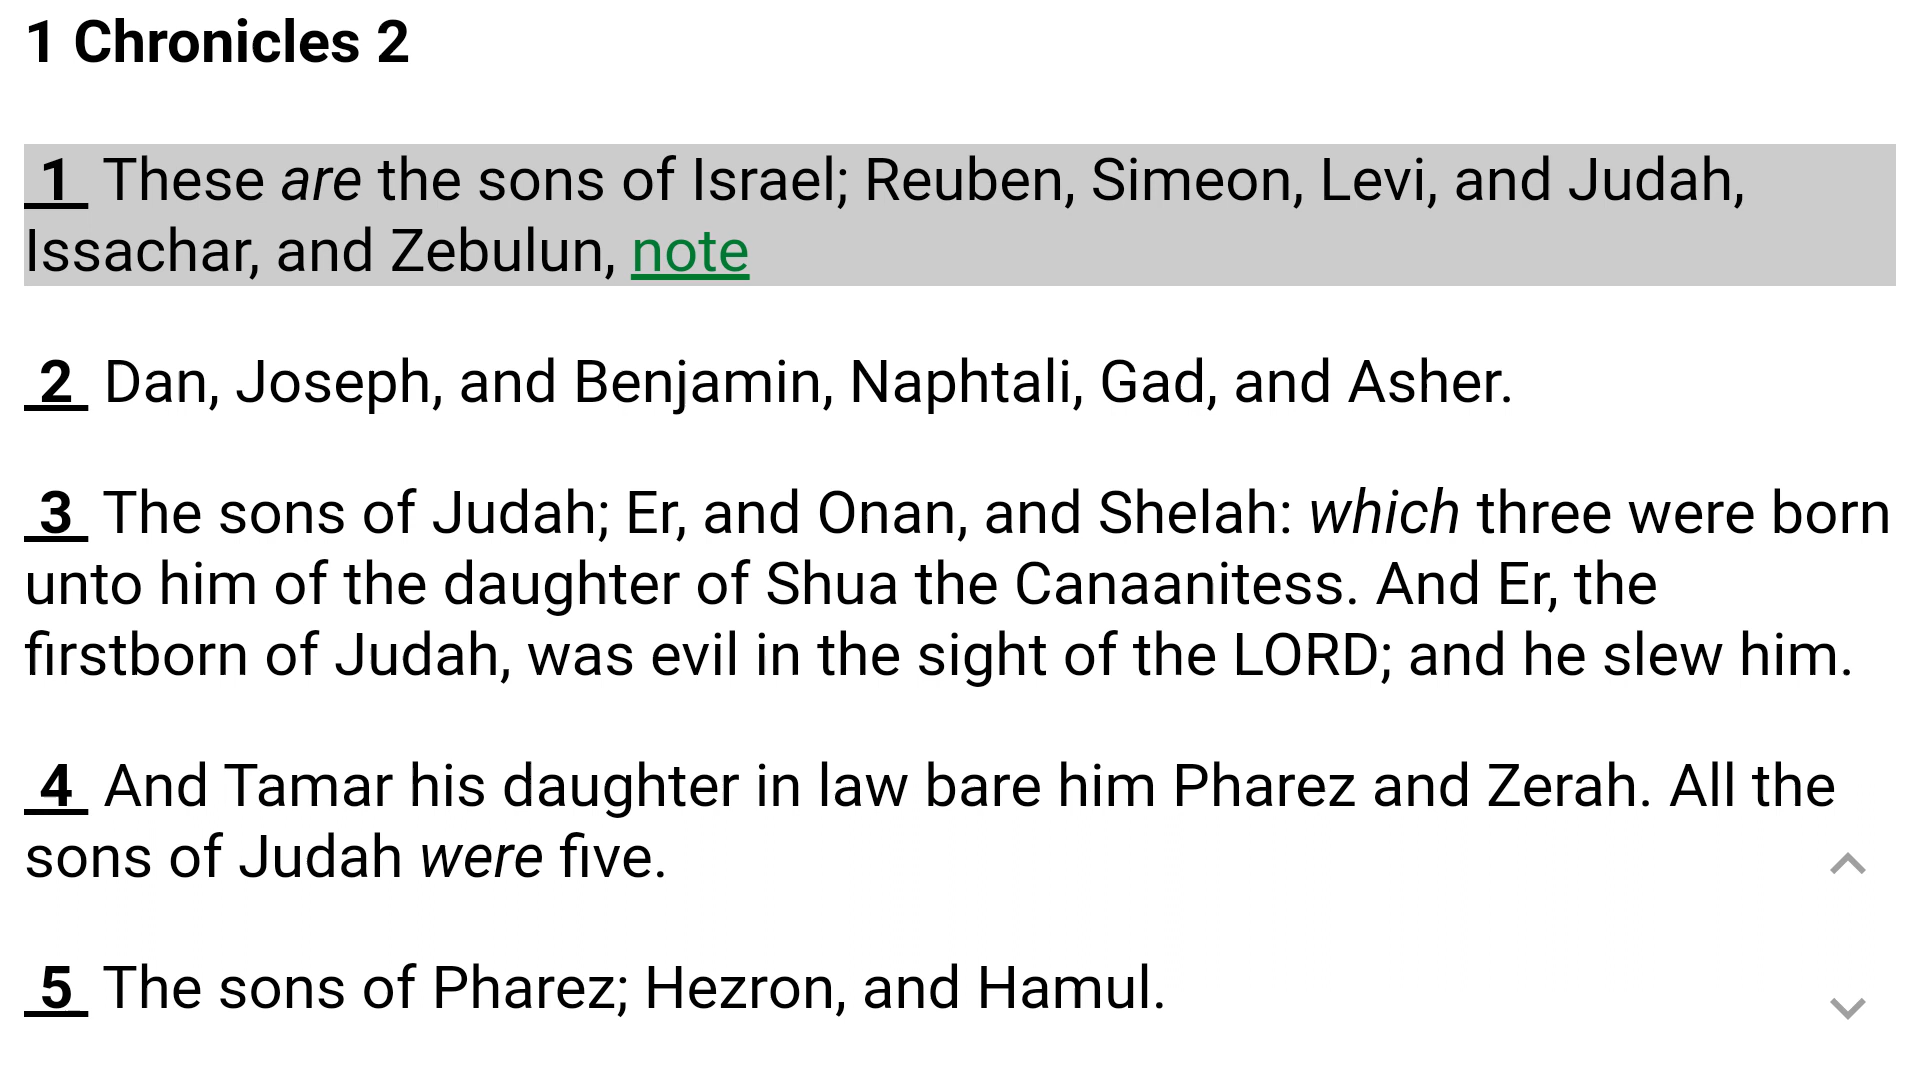 1 Chronicles 2
1 These are the sons of Israel; Reuben, Simeon, Levi, and Judah,
Issachar, and Zebulun, note
2 Dan, Joseph, and Benjamin, Naphtali, Gad, and Asher.
3 The sons of Judah; Er, and Onan, and Shelah: which three were born
unto him of the daughter of Shua the Canaanitess. And Er, the
firstborn of Judah, was evil in the sight of the LORD; and he slew him.
4 And Tamar his daughter in law bare him Pharez and Zerah. All the
sons of Judah were five.
5 The sons of Pharez; Hezron, and Hamul.